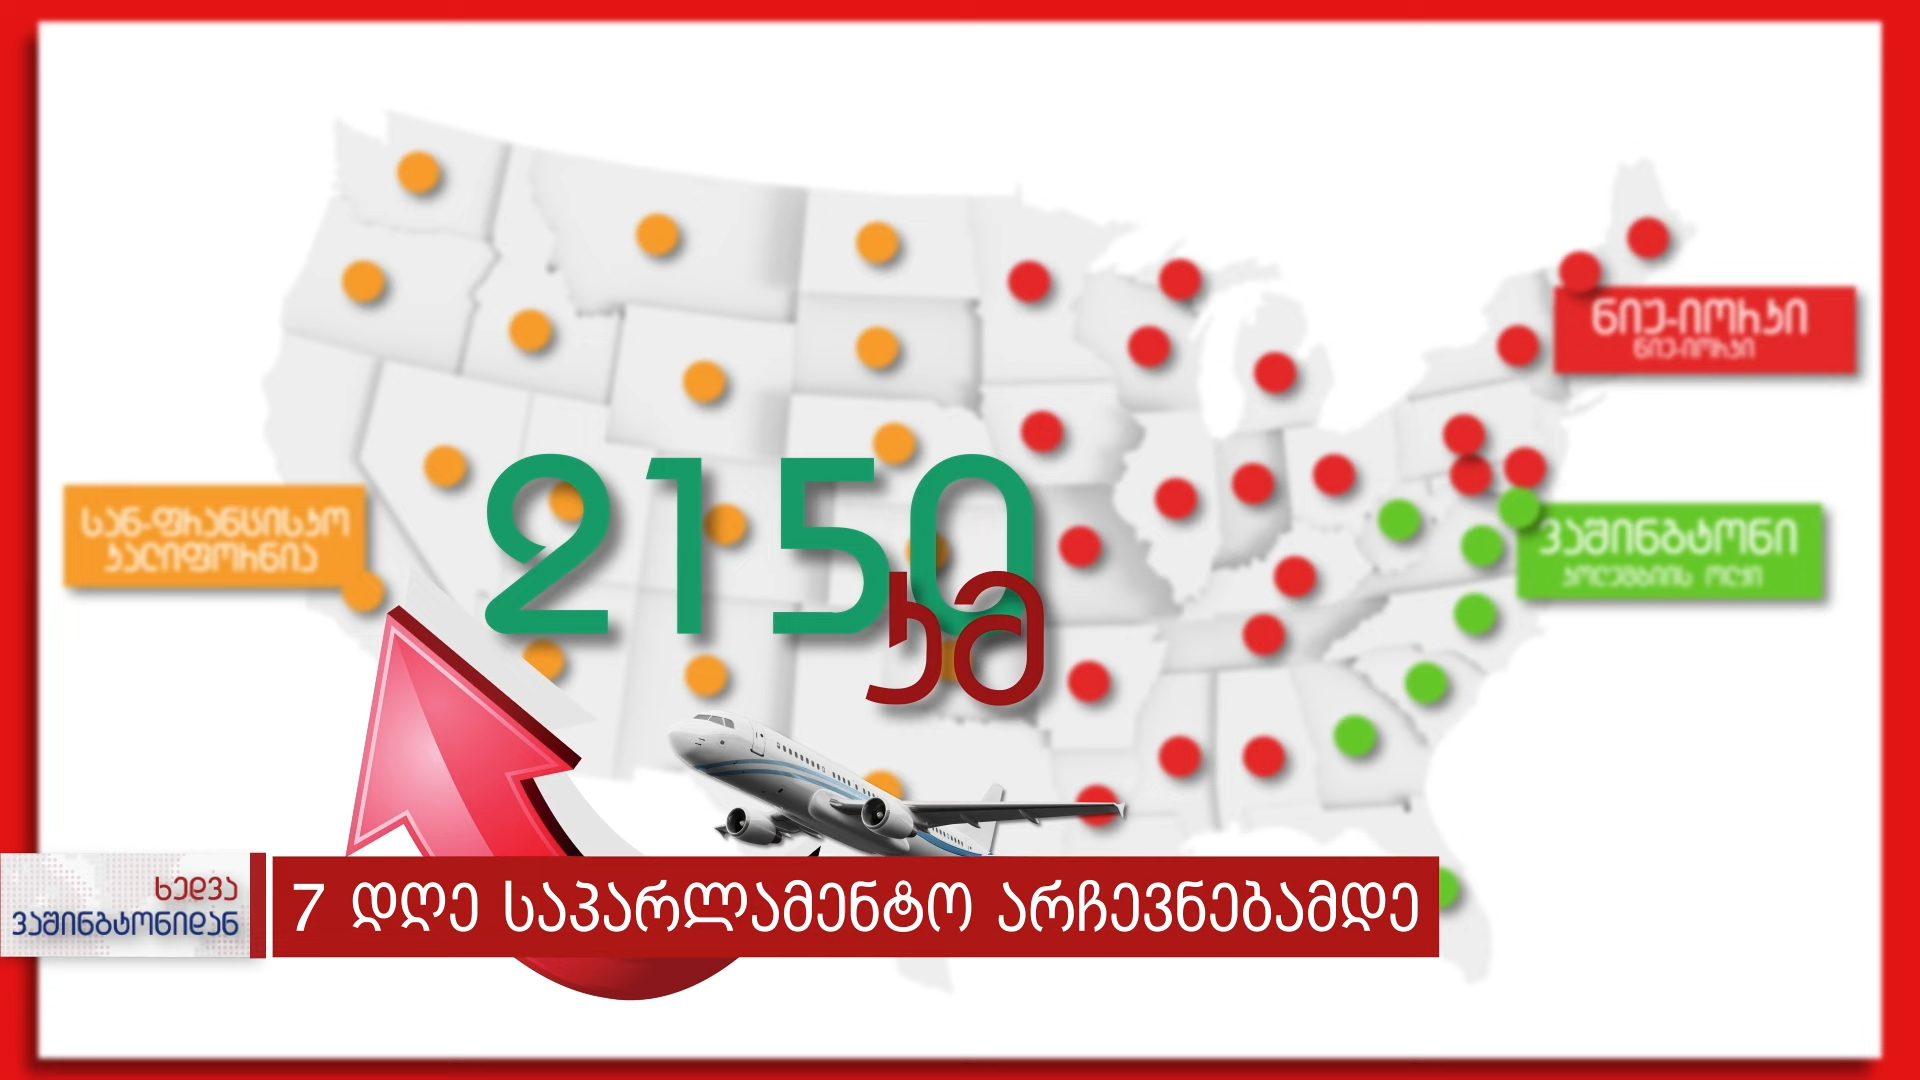 ნიუ-იორკი
ნიუ-იორკი
სან-ფრანცისკო
კალიფორნია
2150
კმ
ვაშინგტონი
კოლუმბიის ოლქი
ხედვა
ვაშინგტონიდან
7 დღე საპარლამენტო არჩევნებამდე